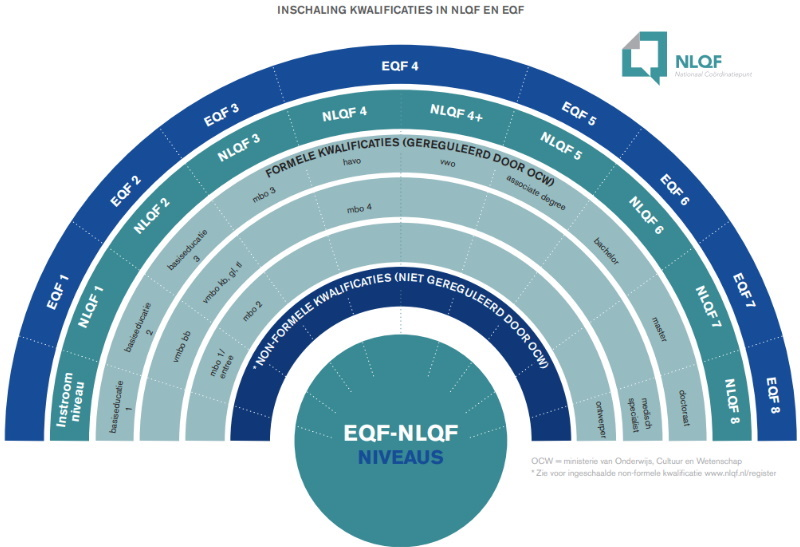 INSCHALING KWALIFICATIES IN NLQF EN EQF
NLQF
Nationaal Coördinatiepunt
EQF 1
EQF 2
EQF 3
EQF 4
EQF 5
EQF 6
EQF 7
EQF 8
Instroom
niveau
NLQF 1
NLQF 2
NLQF 3
NLQF 4
NLQF 4+
NLQF 5
NLQF 6
NLQF 7
NLQF 8
FORMELE KWALIFICATIES (GEREGULEERD DOOR OCW)
basiseducatie
1
basiseducatie
2
basiseducatie
3
mbo 3
havo
vwo
associate degree
bachelor
master
doctoraat
vmbo bb
vmbo kb, gl, tl
mbo 4
medisch
specialist
mbo 1/
entree
mbo 2
ontwerper
* NON-FORMELE KWALIFICATIES (NIET GEREGULEERD DOOR OCW)
EQF-NLQF
NIVEAUS
OCW = ministerie van Onderwijs, Cultuur en Wetenschap
* Zie voor ingeschaalde non-formele kwalificatie www.nlqf.nl/register